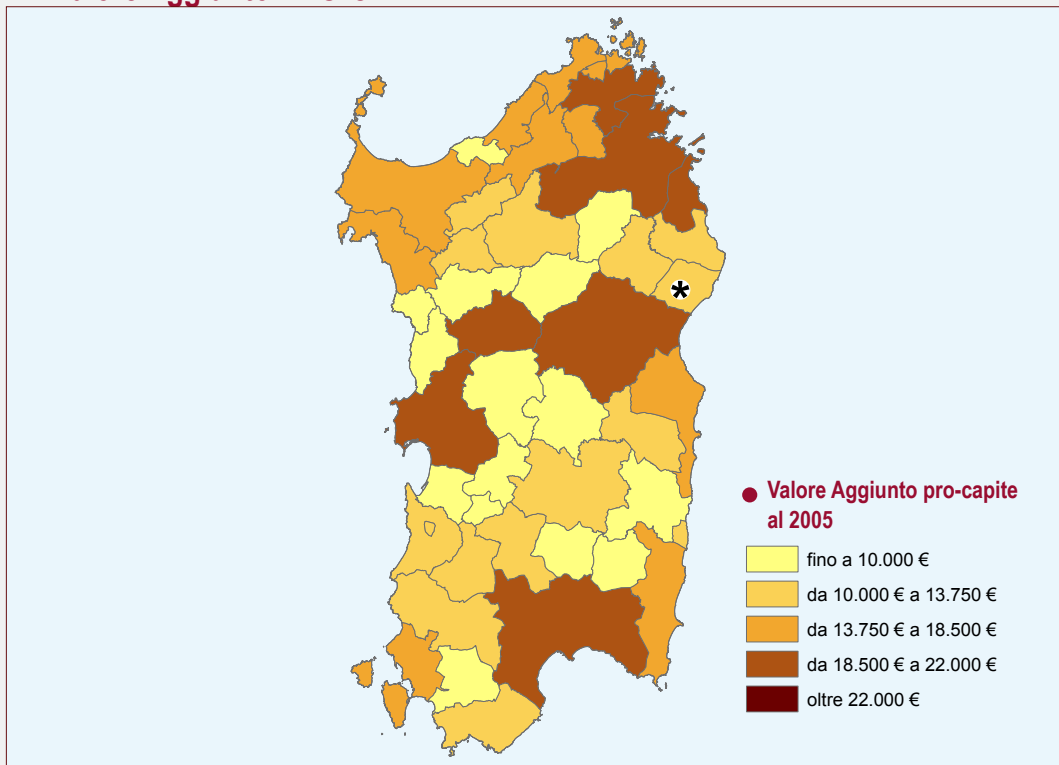 Valore Aggiunto pro-capite
al 2005
fino a 10.000 €
da 10.000 € a 13.750 €
da 13.750 € a 18.500 €
da 18.500 € a 22.000 €
oltre 22.000 €
*